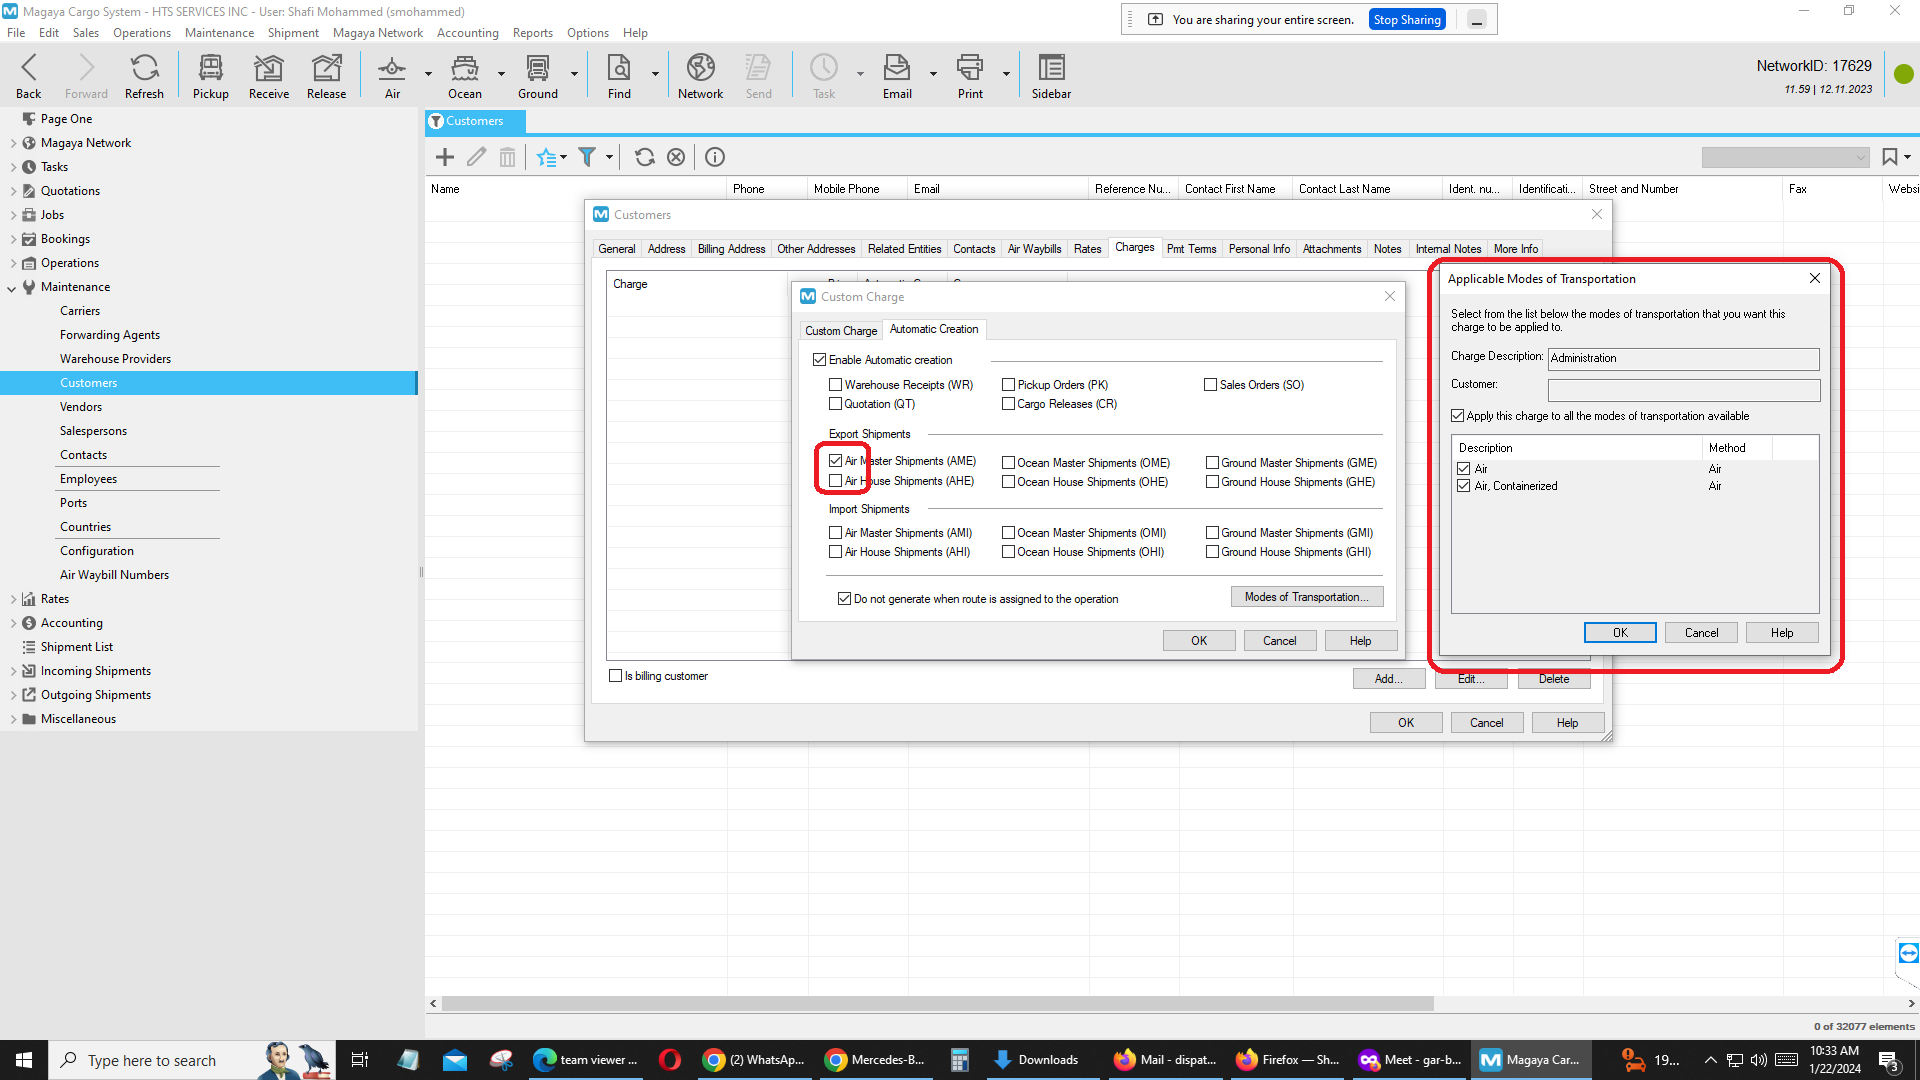 Magaya Cargo System - HTS SERVICES INC - User: Shafi Mohammed (smohammed)
You are sharing your entire screen. Stop Sharing
File Edit Sales Operations Maintenance Shipment Magaya Network Accounting Reports Options Help
Back Forward Refresh Pickup Receive Release Air Ocean Ground Find Network Send Task Email Print Sidebar
NetworkID: 17629
11.59 | 12.11.2023
Page One
Magaya Network
Tasks
Quotations
Jobs
Bookings
Operations
Maintenance
Carriers
Forwarding Agents
Warehouse Providers
Customers
Vendors
Salespersons
Contacts
Employees
Ports
Countries
Configuration
Air Waybill Numbers
Rates
Accounting
Shipment List
Incoming Shipments
Outgoing Shipments
Miscellaneous
Customers
Name Phone Mobile Phone Email Reference Nu... Contact First Name Contact Last Name Ident. nu... Identificati... Street and Number Fax Websi
Customers
General Address Billing Address Other Addresses Related Entities Contacts Air Waybills Rates Charges Pmt Terms Personal Info Attachments Notes Internal Notes More Info
Charge
Custom Charge
Custom Charge Automatic Creation
Enable Automatic creation
Warehouse Receipts (WR) Pickup Orders (PK) Sales Orders (SO)
Quotation (QT) Cargo Releases (CR)
Export Shipments
Air Master Shipments (AME) Ocean Master Shipments (OME) Ground Master Shipments (GME)
Air House Shipments (AHE) Ocean House Shipments (OHE) Ground House Shipments (GHE)
Import Shipments
Air Master Shipments (AMI) Ocean Master Shipments (OMI) Ground Master Shipments (GMI)
Air House Shipments (AHI) Ocean House Shipments (OHI) Ground House Shipments (GHI)
Do not generate when route is assigned to the operation Modes of Transportation...
OK Cancel Help
Is billing customer Add... Edit... Delete
OK Cancel Help
Applicable Modes of Transportation
Select from the list below the modes of transportation that you want this
charge to be applied to.
Charge Description: Administration
Customer:
Apply this charge to all the modes of transportation available
Description Method
Air Air
Air, Containerized Air
OK Cancel Help
0 of 32077 elements
Type here to search
team viewer ... (2) WhatsAp... Mercedes-B... Downloads Mail - dispat... Firefox — Sh... Meet - gar-b... Magaya Car... 19...
10:33 AM
1/22/2024
3